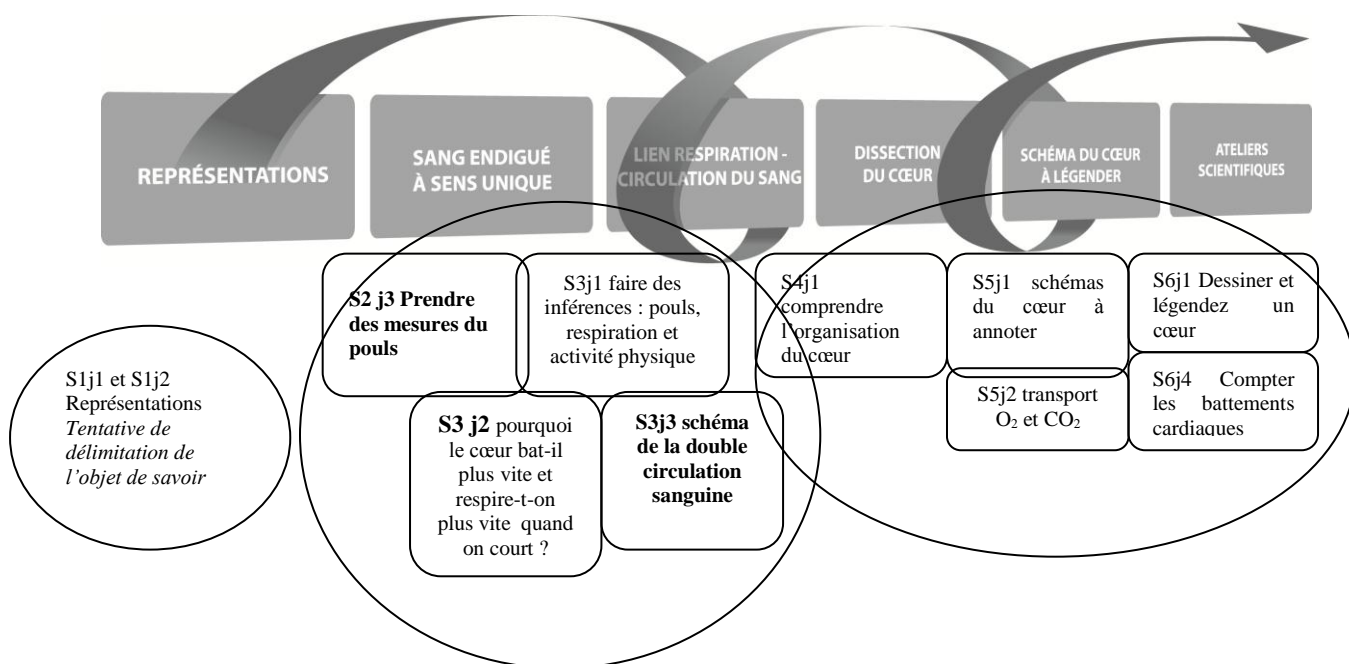 REPRÉSENTATIONS
SANG ENDIGUÉ
À SENS UNIQUE
LIEN RESPIRATION -
CIRCULATION DU SANG
DISSECTION
DU CŒUR
SCHÉMA DU CŒUR
À LÉGENDER
ATELIERS
SCIENTIFIQUES
S1j1 et S1j2
Représentations
Tentative de
délimitation de
l’objet de savoir
S2 j3 Prendre
des mesures du
pouls
S3j1 faire des
inférences : pouls,
respiration et
activité physique
S3 j2 pourquoi
le cœur bat-il
plus vite et
respire-t-on
plus vite quand
on court ?
S3j3 schéma
de la double
circulation
sanguine
S4j1
comprendre
l’organisation
du cœur
S5j1 schémas
du cœur à
annoter
S5j2 transport
O₂ et CO₂
S6j1 Dessiner et
légendez un
cœur
S6j4 Compter
les battements
cardiaques